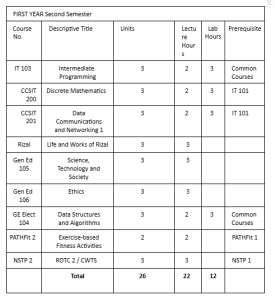 FIRST YEAR Second Semester
Course No. Descriptive Title Units Lectu re Hour s Lab Hours Prerequisite
IT 103 Intermediate Programming 3 2 3 Common Courses
CCSIT 200 Discrete Mathematics 3 2 3 IT 101
CCSIT 201 Data Communications and Networking 1 3 2 3 IT 101
Rizal Life and Works of Rizal 3 3
Gen Ed 105 Science, Technology and Society 3 3
Gen Ed 106 Ethics 3 3
GE Elect 104 Data Structures and Algorithms 3 2 3 Common Courses
PATHFit 2 Exercise-based Fitness Activities 2 2 PATHFit 1
NSTP 2 ROTC 2 / CWTS 3 3 NSTP 1
Total 26 22 12